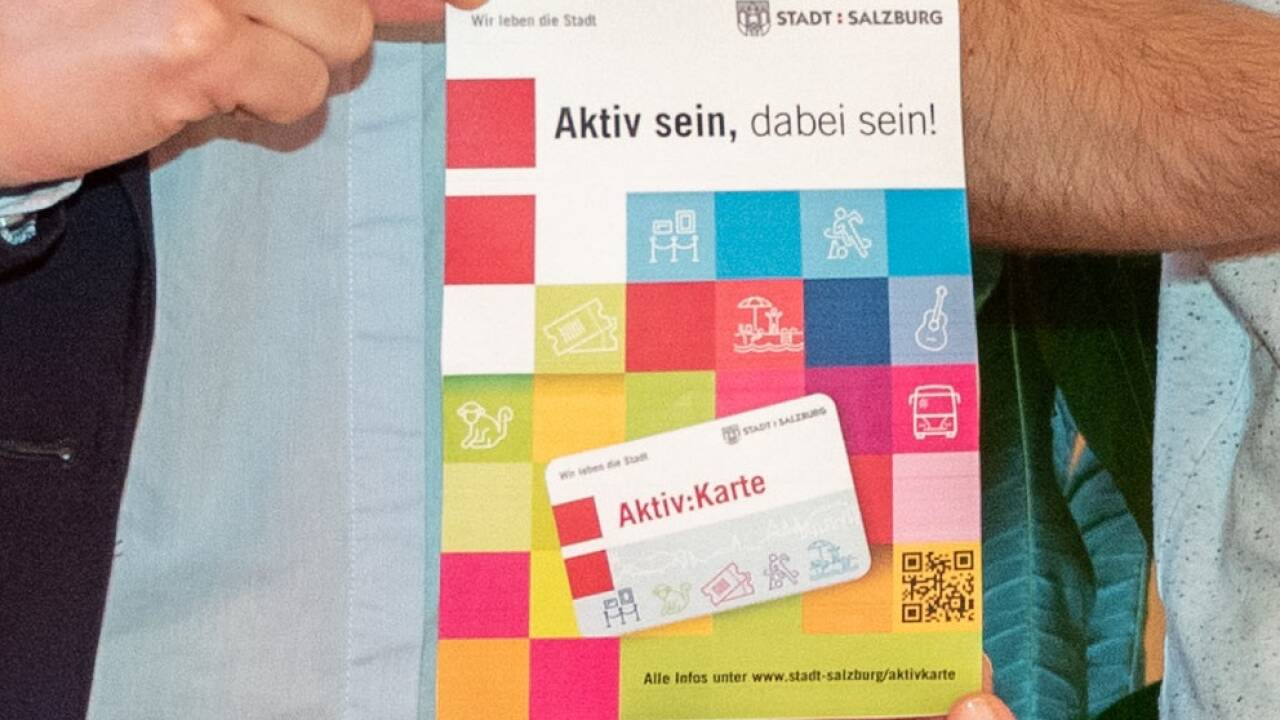 Wir leben die Stadt
STADT : SALZBURG
Aktiv sein, dabei sein!
STADT : SALZBURG
Wir leben die Stadt
Aktiv:Karte
Alle Infos unter www.stadt-salzburg/aktivkarte